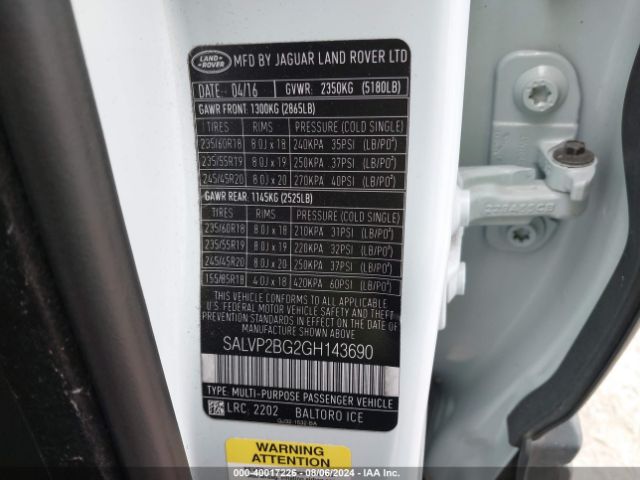 LAND ROVER MFD BY JAGUAR LAND ROVER LTD
DATE: 04/16 GVWR: 2350KG (5180LB)
GAWR FRONT: 1300KG (2865LB)
TIRES RIMS PRESSURE (COLD SINGLE)
235/60R18 8.0J x 18 240KPA 35PSI (LB/PO²)
235/55R19 8.0J x 19 250KPA 37PSI (LB/PO²)
245/45R20 8.0J x 20 270KPA 40PSI (LB/PO²)
GAWR REAR: 1145KG (2525LB)
TIRES RIMS PRESSURE (COLD SINGLE)
235/60R18 8.0J x 18 210KPA 31PSI (LB/PO²)
235/55R19 8.0J x 19 220KPA 32PSI (LB/PO²)
245/45R20 8.0J x 20 250KPA 37PSI (LB/PO²)
155/85R18 4.0J x 18 420KPA 60PSI (LB/PO²)
THIS VEHICLE CONFORMS TO ALL APPLICABLE
U.S. FEDERAL MOTOR VEHICLE SAFETY AND THEFT
PREVENTION STANDARDS IN EFFECT ON THE DATE OF
MANUFACTURE SHOWN ABOVE
SALVP2BG2GH143690
TYPE: MULTI-PURPOSE PASSENGER VEHICLE
LRC: 2202 BALTORO ICE
WARNING
ATTENTION
000-40017226 - 08/06/2024 - IAA Inc.